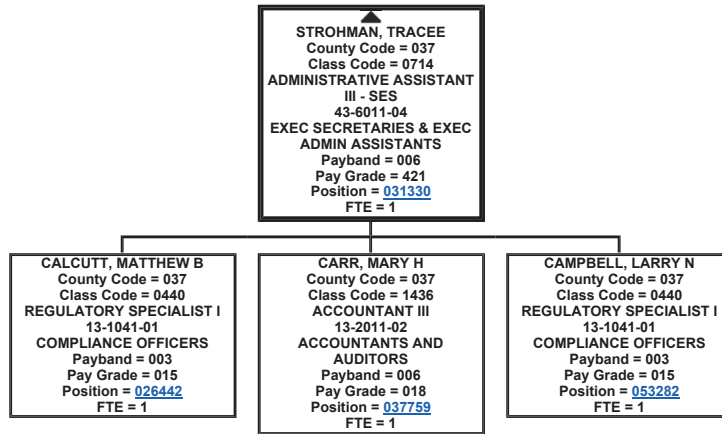 STROHMAN, TRACEE
County Code = 037
Class Code = 0714
ADMINISTRATIVE ASSISTANT
III - SES
43-6011-04
EXEC SECRETARIES & EXEC
ADMIN ASSISTANTS
Payband = 006
Pay Grade = 421
Position = 031330
FTE = 1
CALCUTT, MATTHEW B
County Code = 037
Class Code = 0440
REGULATORY SPECIALIST I
13-1041-01
COMPLIANCE OFFICERS
Payband = 003
Pay Grade = 015
Position = 026442
FTE = 1
CARR, MARY H
County Code = 037
Class Code = 1436
ACCOUNTANT III
13-2011-02
ACCOUNTANTS AND
AUDITORS
Payband = 006
Pay Grade = 018
Position = 037759
FTE = 1
CAMPBELL, LARRY N
County Code = 037
Class Code = 0440
REGULATORY SPECIALIST I
13-1041-01
COMPLIANCE OFFICERS
Payband = 003
Pay Grade = 015
Position = 053282
FTE = 1